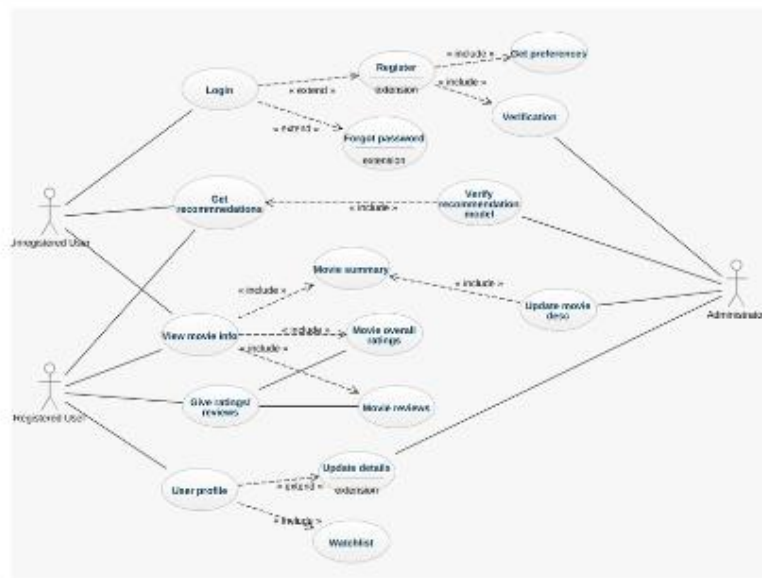 « include »
Get preferences
Register
extension
« include »
Login
« extend »
Verification
« extend »
Forgot password
extension
Get
recommnedations
Verify
recommendation
model
« include »
Unregistered User
Movie summary
« include »
« include »
Update movie
desc
Administrator
View movie info
« include »
Movie overall
ratings
« include »
Give ratings/
reviews
Movie reviews
Registered User
Update details
extension
User profile
« extend »
« include »
Watchlist